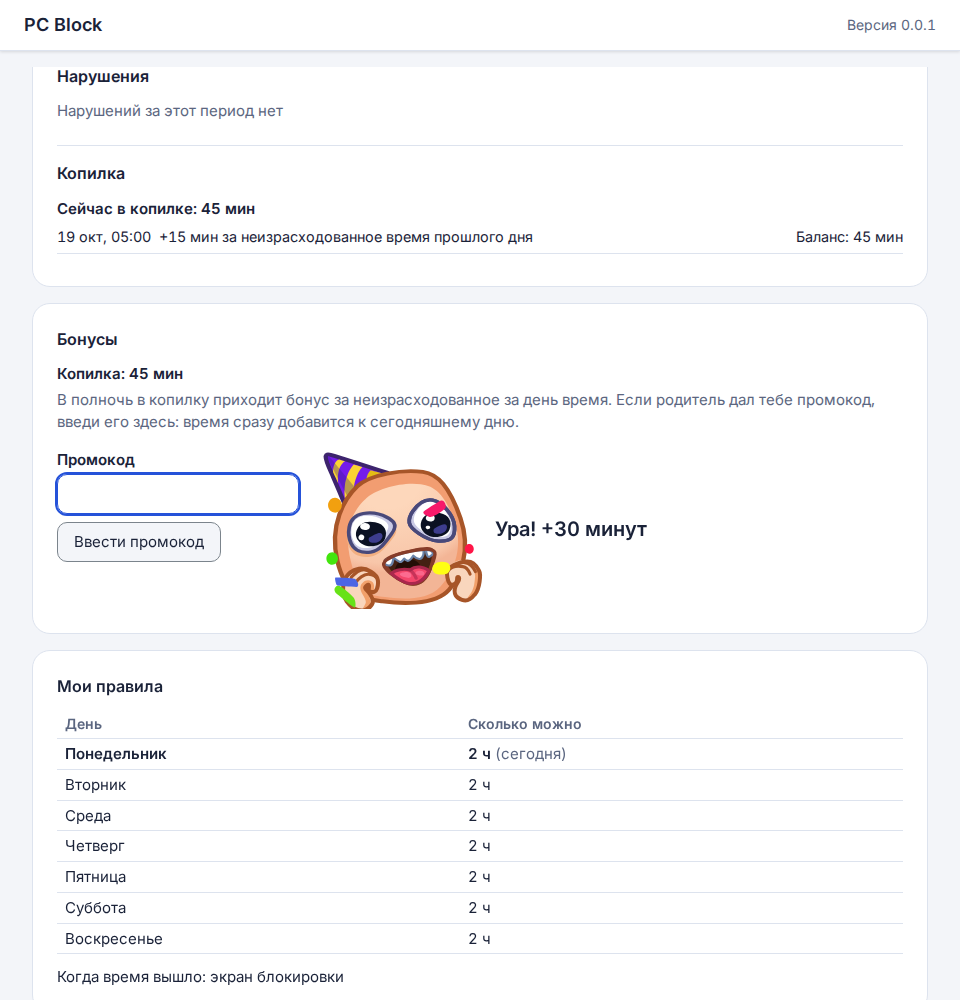 PC Block
Версия 0.0.1
Нарушения
Нарушений за этот период нет
Копилка
Сейчас в копилке: 45 мин
19 окт, 05:00 +15 мин за неизрасходованное время прошлого дня
Баланс: 45 мин
Бонусы
Копилка: 45 мин
В полночь в копилку приходит бонус за неизрасходованное за день время. Если родитель дал тебе промокод,
введи его здесь: время сразу добавится к сегодняшнему дню.
Промокод
Ввести промокод
Ура! +30 минут
Мои правила
День Сколько можно
Понедельник 2 ч (сегодня)
Вторник 2 ч
Среда 2 ч
Четверг 2 ч
Пятница 2 ч
Суббота 2 ч
Воскресенье 2 ч
Когда время вышло: экран блокировки